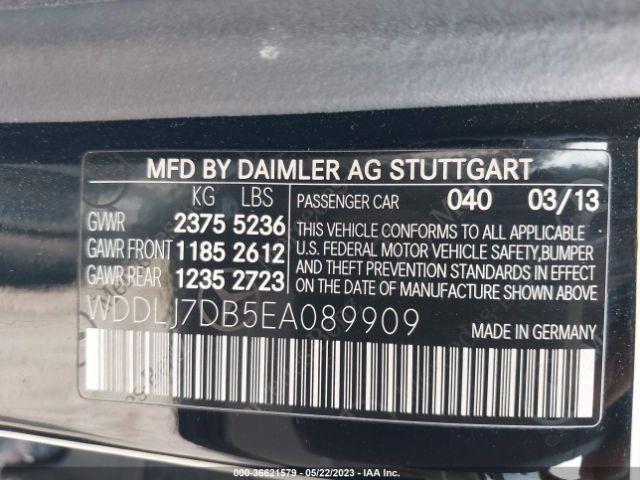 MFD BY DAIMLER AG STUTTGART
KG LBS
GVWR 2375 5236
GAWR FRONT 1185 2612
GAWR REAR 1235 2723
PASSENGER CAR 040 03/13
THIS VEHICLE CONFORMS TO ALL APPLICABLE
U.S. FEDERAL MOTOR VEHICLE SAFETY,BUMPER
AND THEFT PREVENTION STANDARDS IN EFFECT
ON THE DATE OF MANUFACTURE SHOWN ABOVE.
WDDLJ7DB5EA089909
MADE IN GERMANY
000-36621579 - 05/22/2023 - IAA Inc.